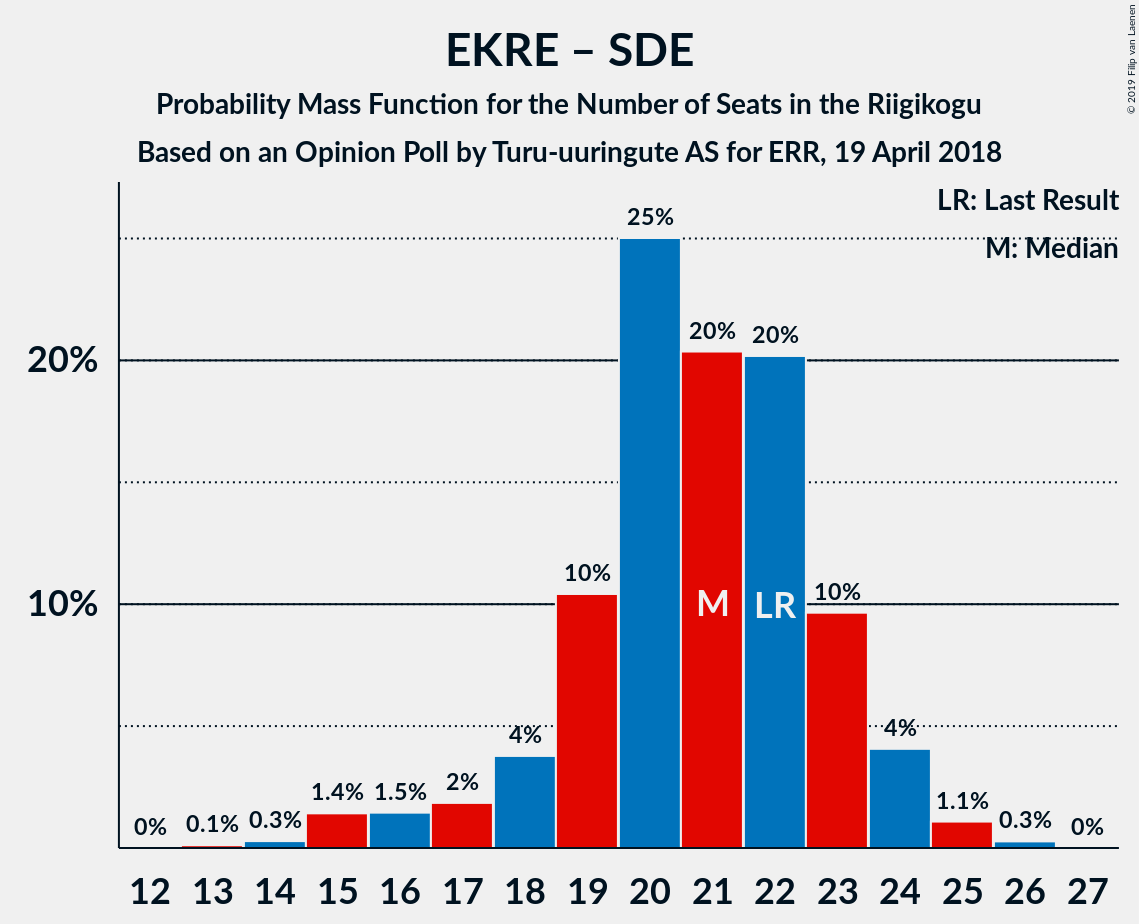 EKRE – SDE
Probability Mass Function for the Number of Seats in the Riigikogu
Based on an Opinion Poll by Turu-uuringute AS for ERR, 19 April 2018
© 2019 Filip van Laenen
LR: Last Result
M: Median
25%
20%
20%
20%
10%
10%
10%
M
LR
4%
4%
2%
1.4%
1.5%
1.1%
0%
0.1%
0.3%
0.3%
0%
12 13 14 15 16 17 18 19 20 21 22 23 24 25 26 27